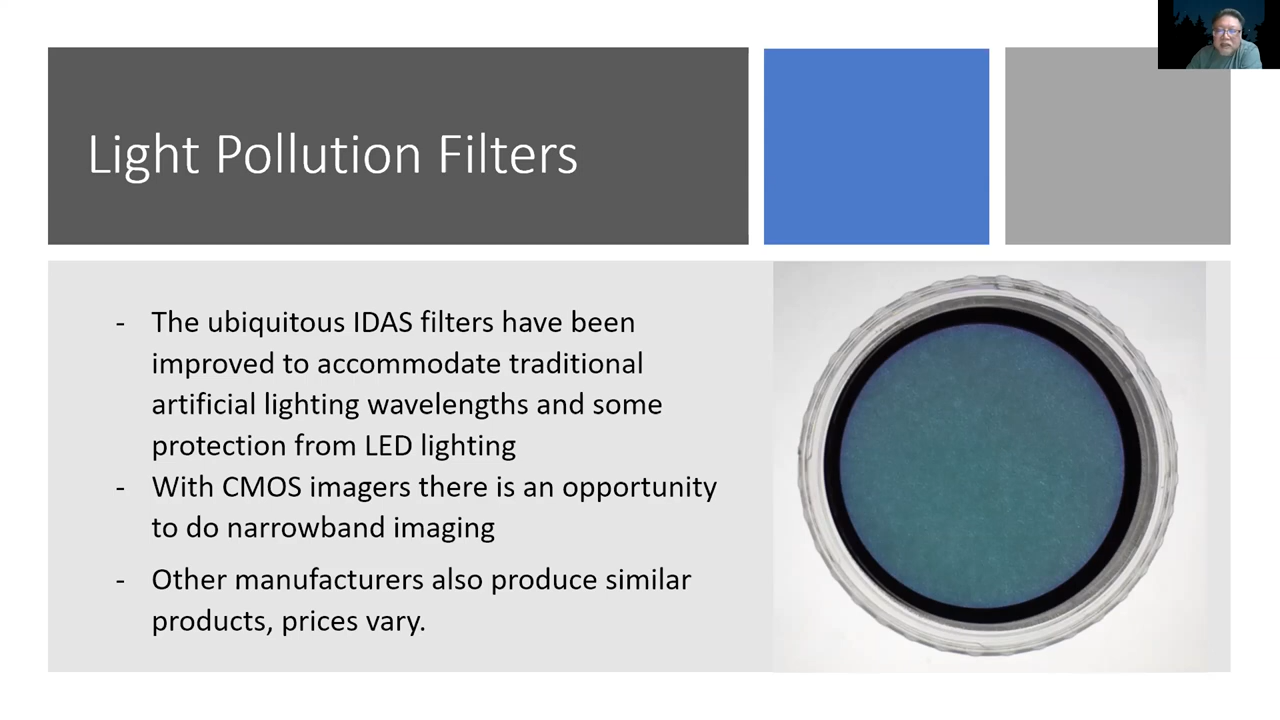 Light Pollution Filters
- The ubiquitous IDAS filters have been
improved to accommodate traditional
artificial lighting wavelengths and some
protection from LED lighting
- With CMOS imagers there is an opportunity
to do narrowband imaging
- Other manufacturers also produce similar
products, prices vary.